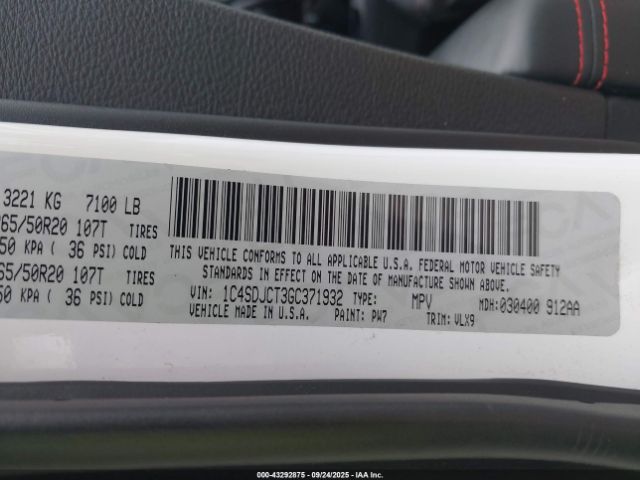 3221 KG 7100 LB
65/50R20 107T TIRES
50 KPA ( 36 PSI) COLD
65/50R20 107T TIRES
50 KPA ( 36 PSI) COLD
THIS VEHICLE CONFORMS TO ALL APPLICABLE U.S.A. FEDERAL MOTOR VEHICLE SAFETY
STANDARDS IN EFFECT ON THE DATE OF MANUFACTURE SHOWN ABOVE.
VIN: 1C4SDJCT3GC371932 TYPE: MPV MDH: 030400 912AA
VEHICLE MADE IN U.S.A. PAINT: PW7 TRIM: VLX9
000-43292875 - 09/24/2025 - IAA Inc.